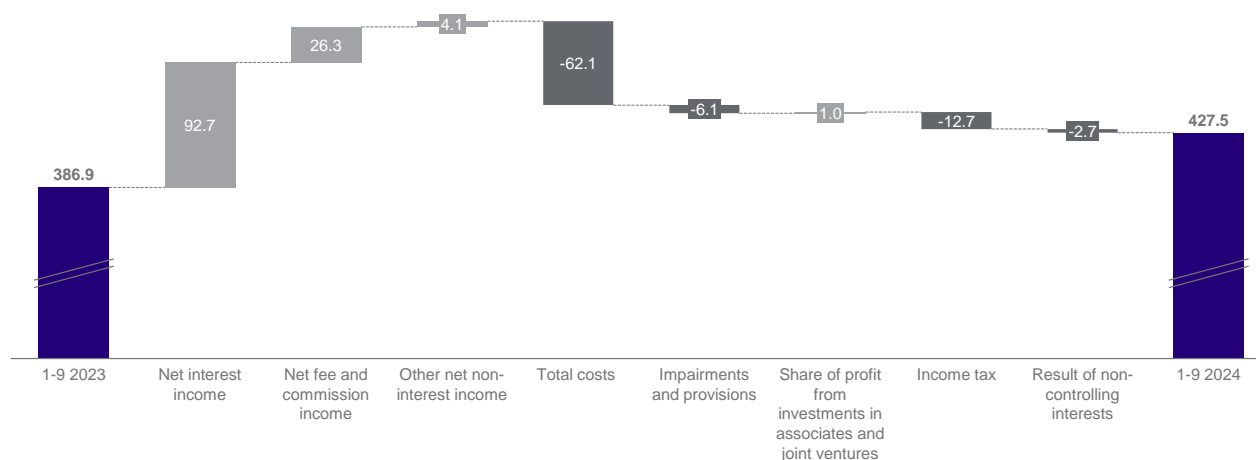 386.9
92.7
26.3
4.1
-62.1
-6.1
1.0
-12.7
-2.7
427.5
1-9 2023
Net interest
income
Net fee and
commission
income
Other net non-
interest income
Total costs
Impairments
and provisions
Share of profit
from
investments in
associates and
joint ventures
Income tax
Result of non-
controlling
interests
1-9 2024